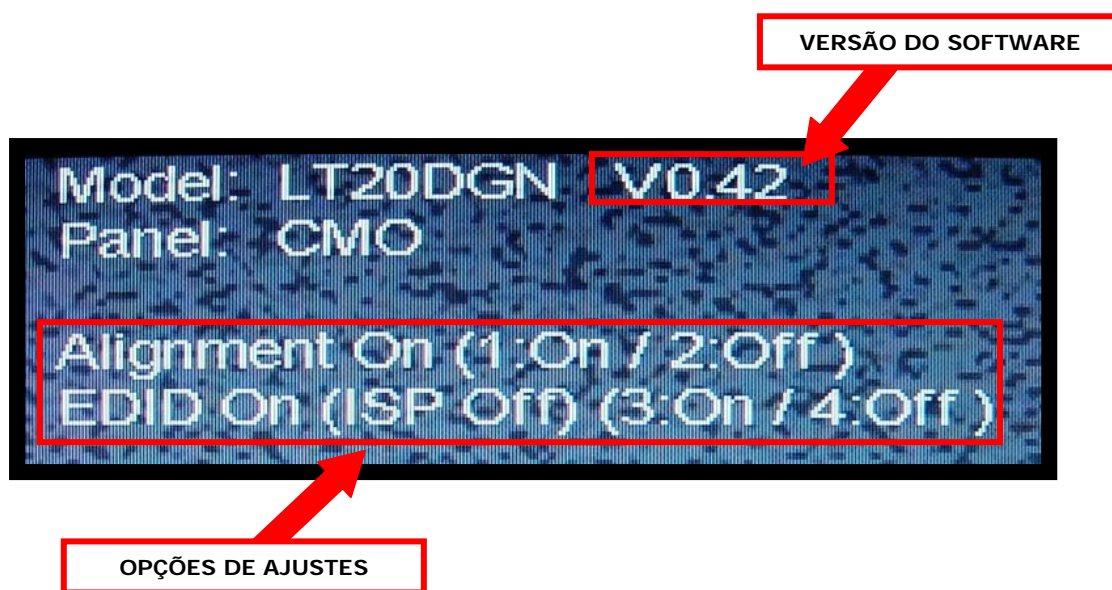 VERSÃO DO SOFTWARE
Model: LT20DGN V0.42
Panel: CMO
Alignment On (1:On / 2:Off )
EDID On (ISP Off) (3:On / 4:Off )
OPÇÕES DE AJUSTES